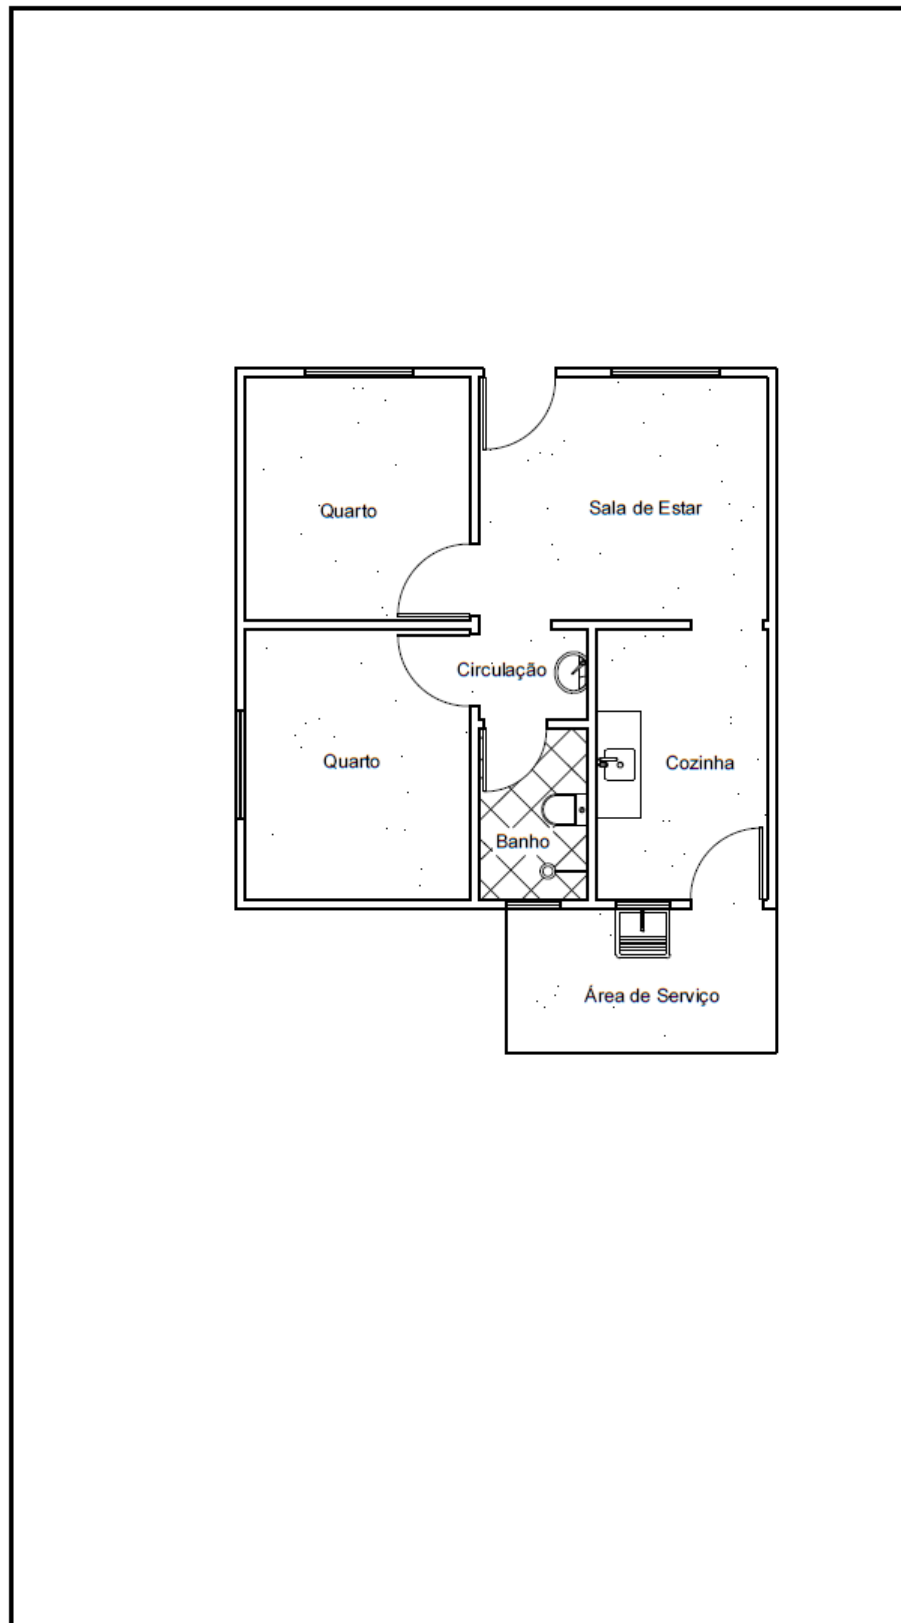 Quarto
Sala de Estar
Circulação
Quarto
Cozinha
Banho
Área de Serviço